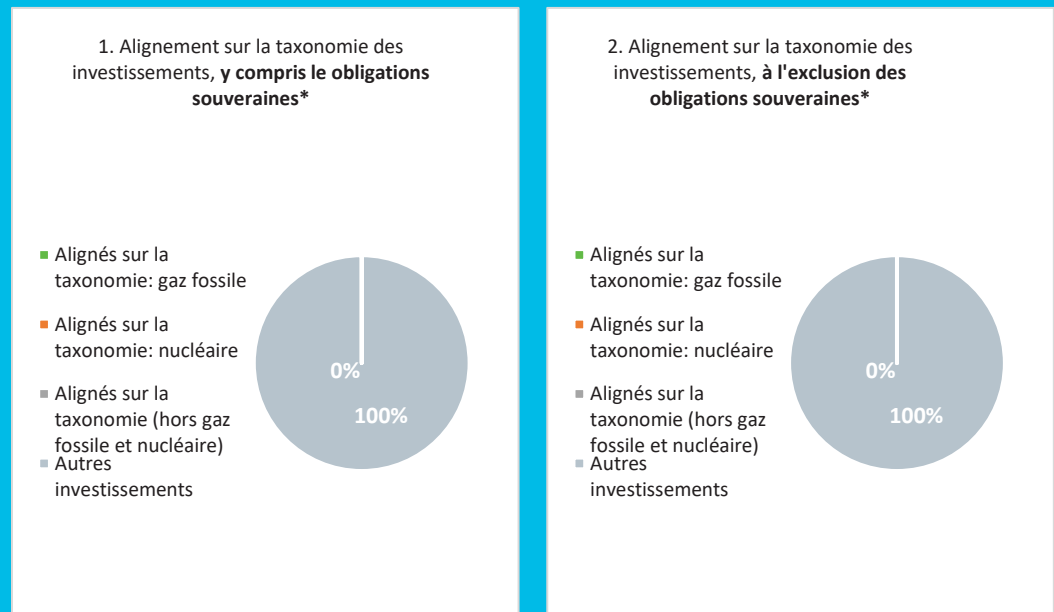 1. Alignement sur la taxonomie des
investissements, y compris le obligations
souveraines*
Alignés sur la
taxonomie: gaz fossile
Alignés sur la
taxonomie: nucléaire
Alignés sur la
taxonomie (hors gaz
fossile et nucléaire)
Autres
investissements
0%
100%
2. Alignement sur la taxonomie des
investissements, à l'exclusion des
obligations souveraines*
Alignés sur la
taxonomie: gaz fossile
Alignés sur la
taxonomie: nucléaire
Alignés sur la
taxonomie (hors gaz
fossile et nucléaire)
Autres
investissements
0%
100%